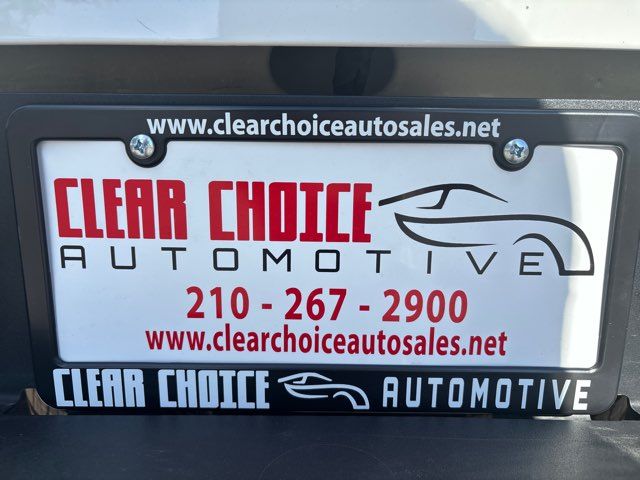 www.clearchoiceautosales.net
CLEAR CHOICE
AUTOMOTIVE
210 - 267 - 2900
www.clearchoiceautosales.net
CLEAR CHOICE AUTOMOTIVE